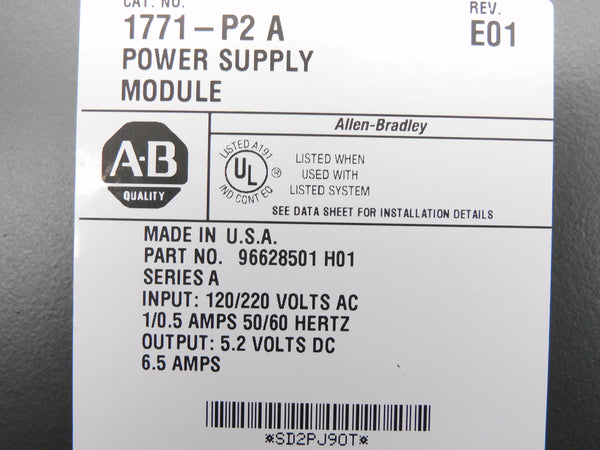 CAT. NO.
REV.
1771-P2 A
E01
POWER SUPPLY
MODULE
Allen-Bradley
A-B
QUALITY
LISTED A191
UL
®
IND CONT EQ
LISTED WHEN
USED WITH
LISTED SYSTEM
SEE DATA SHEET FOR INSTALLATION DETAILS
MADE IN U.S.A.
PART NO. 96628501 H01
SERIES A
INPUT: 120/220 VOLTS AC
1/0.5 AMPS 50/60 HERTZ
OUTPUT: 5.2 VOLTS DC
6.5 AMPS
*SD2PJ90T*